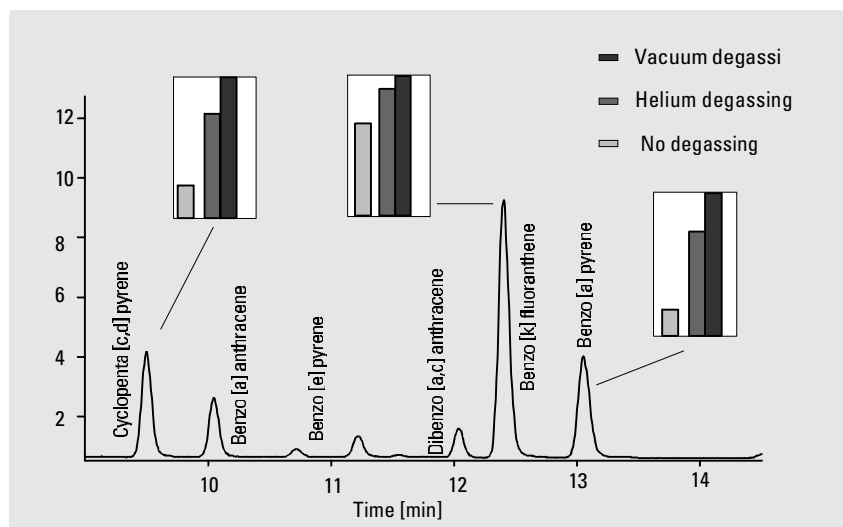 Vacuum degassi
Helium degassing
No degassing
12
10
8
6
4
2
Cyclopenta [c,d] pyrene
Benzo [a] anthracene
Benzo [e] pyrene
Dibenzo [a,c] anthracene
Benzo [k] fluoranthene
Benzo [a] pyrene
10
11
12
13
14
Time [min]